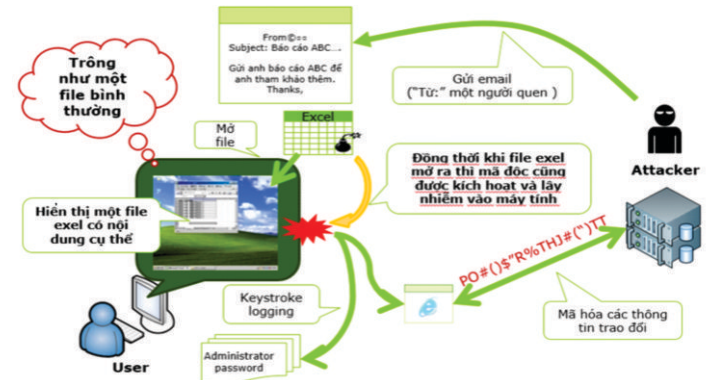 From©¤¤
Subject: Báo cáo ABC….
Gửi anh báo cáo ABC để
anh tham khảo thêm.
Thanks,
Trông
như một
file bình
thường
Gửi email
("Từ:" một người quen )
Excel
Mở
file
Attacker
Đồng thời khi file exel
mở ra thì mã độc cũng
được kích hoạt và lây
nhiễm vào máy tính
Hiển thị một file
exel có nội
dung cụ thể
PO#()$"R%THJ#(")TT
Keystroke
logging
Mã hóa các thông
tin trao đổi
Administrator
password
User